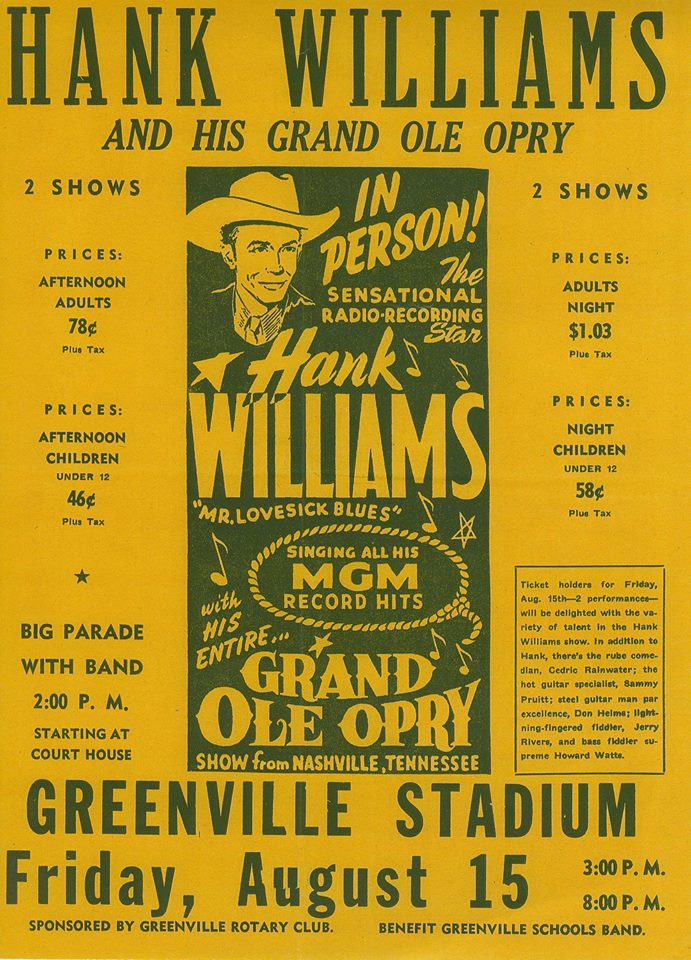 HANK WILLIAMS
AND HIS GRAND OLE OPRY
2 SHOWS
PRICES:
AFTERNOON
ADULTS
78¢
Plus Tax
PRICES:
AFTERNOON
CHILDREN
UNDER 12
46¢
Plus Tax
BIG PARADE
WITH BAND
2:00 P. M.
STARTING AT
COURT HOUSE
IN
PERSON!
The
SENSATIONAL
RADIO-RECORDING
Star
Hank
WILLIAMS
"MR. LOVESICK BLUES"
SINGING ALL HIS
MGM
RECORD HITS
with
HIS
ENTIRE...
GRAND
OLE OPRY
SHOW from NASHVILLE, TENNESSEE
2 SHOWS
PRICES:
ADULTS
NIGHT
$1.03
Plus Tax
PRICES:
NIGHT
CHILDREN
UNDER 12
58¢
Plus Tax
Ticket holders for Friday,
Aug. 15th—2 performances—
will be delighted with the va-
riety of talent in the Hank
Williams show. In addition to
Hank, there's the rube come-
dian, Cedric Rainwater; the
hot guitar specialist, Sammy
Pruitt; steel guitar man par
excellence, Don Helms; light-
ning-fingered fiddler, Jerry
Rivers, and bass fiddler su-
preme Howard Watts.
GREENVILLE STADIUM
Friday, August 15
3:00 P. M.
8:00 P. M.
SPONSORED BY GREENVILLE ROTARY CLUB.
BENEFIT GREENVILLE SCHOOLS BAND.